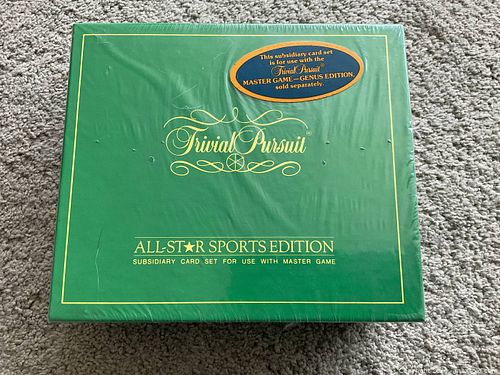 This subsidiary card set
is for use with the
Trivial Pursuit®
MASTER GAME—GENUS EDITION,
sold separately.
Trivial Pursuit®
ALL-ST★R SPORTS EDITION
SUBSIDIARY CARD SET FOR USE WITH MASTER GAME